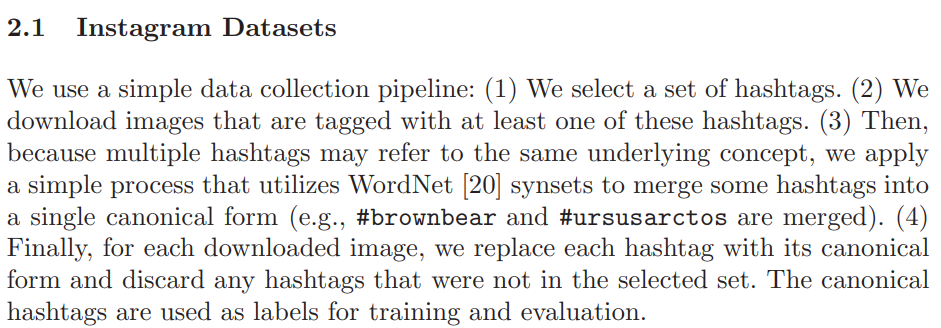 2.1 Instagram Datasets
We use a simple data collection pipeline: (1) We select a set of hashtags. (2) We
download images that are tagged with at least one of these hashtags. (3) Then,
because multiple hashtags may refer to the same underlying concept, we apply
a simple process that utilizes WordNet [20] synsets to merge some hashtags into
a single canonical form (e.g., #brownbear and #ursusarctos are merged). (4)
Finally, for each downloaded image, we replace each hashtag with its canonical
form and discard any hashtags that were not in the selected set. The canonical
hashtags are used as labels for training and evaluation.